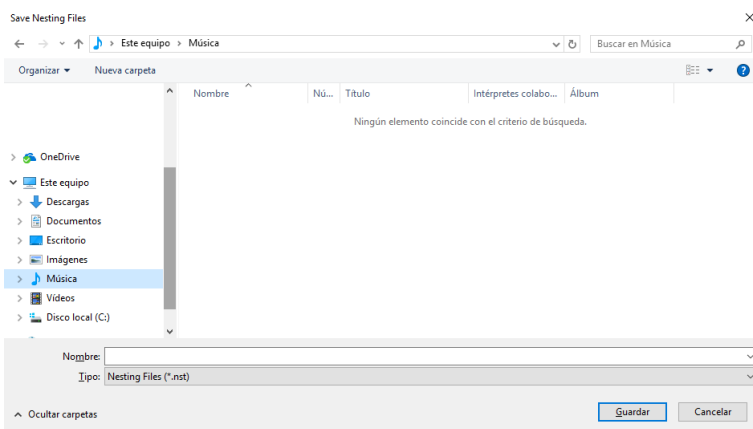 Save Nesting Files
Este equipo > Música
Buscar en Música
Organizar
Nueva carpeta
Nombre Nú... Título Intérpretes colabo... Álbum
Ningún elemento coincide con el criterio de búsqueda.
OneDrive
Este equipo
Descargas
Documentos
Escritorio
Imágenes
Música
Vídeos
Disco local (C:)
Nombre:
Tipo: Nesting Files (*.nst)
Ocultar carpetas
Guardar
Cancelar